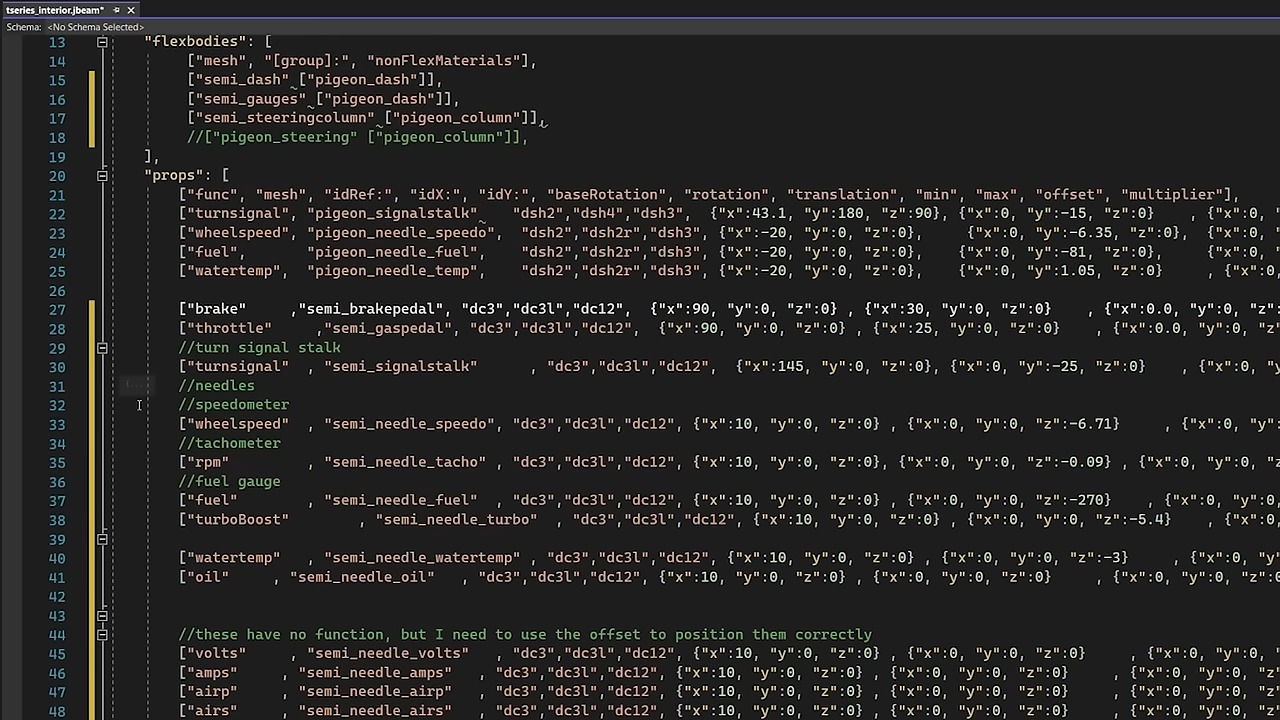 tseries_interior.jbeam*
Schema: <No Schema Selected>
13 "flexbodies": [
14 ["mesh", "[group]:", "nonFlexMaterials"],
15 ["semi_dash" ["pigeon_dash"]],
16 ["semi_gauges" ["pigeon_dash"]],
17 ["semi_steeringcolumn" ["pigeon_column"]],
18 //["pigeon_steering" ["pigeon_column"]],
19 ],
20 "props": [
21 ["func", "mesh", "idRef:", "idX:", "idY:", "baseRotation", "rotation", "translation", "min", "max", "offset", "multiplier"],
22 ["turnsignal", "pigeon_signalstalk" "dsh2","dsh4","dsh3", {"x":43.1, "y":180, "z":90}, {"x":0, "y":-15, "z":0} , {"x":0,
23 ["wheelspeed", "pigeon_needle_speedo", "dsh2","dsh2r","dsh3", {"x":-20, "y":0, "z":0}, {"x":0, "y":-6.35, "z":0}, {"x":0,
24 ["fuel", "pigeon_needle_fuel", "dsh2","dsh2r","dsh3", {"x":-20, "y":0, "z":0}, {"x":0, "y":-81, "z":0}, {"x":0,
25 ["watertemp", "pigeon_needle_temp", "dsh2","dsh2r","dsh3", {"x":-20, "y":0, "z":0}, {"x":0, "y":1.05, "z":0} , {"x":0,
26
27 ["brake" ,"semi_brakepedal", "dc3","dc3l","dc12", {"x":90, "y":0, "z":0} , {"x":30, "y":0, "z":0} , {"x":0.0, "y":0, "z"
28 ["throttle" ,"semi_gaspedal", "dc3","dc3l","dc12", {"x":90, "y":0, "z":0} , {"x":25, "y":0, "z":0} , {"x":0.0, "y":0, "z
29 //turn signal stalk
30 ["turnsignal" , "semi_signalstalk" , "dc3","dc3l","dc12", {"x":145, "y":0, "z":0}, {"x":0, "y":-25, "z":0} , {"x":0, "y"
31 //needles
32 //speedometer
33 ["wheelspeed" , "semi_needle_speedo", "dc3","dc3l","dc12", {"x":10, "y":0, "z":0}, {"x":0, "y":0, "z":-6.71} , {"x":0, "y
34 //tachometer
35 ["rpm" , "semi_needle_tacho" , "dc3","dc3l","dc12", {"x":10, "y":0, "z":0}, {"x":0, "y":0, "z":-0.09} , {"x":0, "y":0
36 //fuel gauge
37 ["fuel" , "semi_needle_fuel" , "dc3","dc3l","dc12", {"x":10, "y":0, "z":0}, {"x":0, "y":0, "z":-270} , {"x":0, "y":0
38 ["turboBoost" , "semi_needle_turbo" , "dc3","dc3l","dc12", {"x":10, "y":0, "z":0} , {"x":0, "y":0, "z":-5.4} , {"x":0,
39
40 ["watertemp" , "semi_needle_watertemp" , "dc3","dc3l","dc12", {"x":10, "y":0, "z":0} , {"x":0, "y":0, "z":-3} , {"x":0,
41 ["oil" , "semi_needle_oil" , "dc3","dc3l","dc12", {"x":10, "y":0, "z":0} , {"x":0, "y":0, "z":0} , {"x":0, "y":0, "z":0
42
43
44 //these have no function, but I need to use the offset to position them correctly
45 ["volts" , "semi_needle_volts" , "dc3","dc3l","dc12", {"x":10, "y":0, "z":0} , {"x":0, "y":0, "z":0} , {"x":0, "y":0,
46 ["amps" , "semi_needle_amps" , "dc3","dc3l","dc12", {"x":10, "y":0, "z":0} , {"x":0, "y":0, "z":0} , {"x":0, "y":0, "z
47 ["airp" , "semi_needle_airp" , "dc3","dc3l","dc12", {"x":10, "y":0, "z":0} , {"x":0, "y":0, "z":0} , {"x":0, "y":0, "z
48 ["airs" , "semi_needle_airs" , "dc3","dc3l","dc12", {"x":10, "y":0, "z":0} , {"x":0, "y":0, "z":0} , {"x":0, "y":0, "z